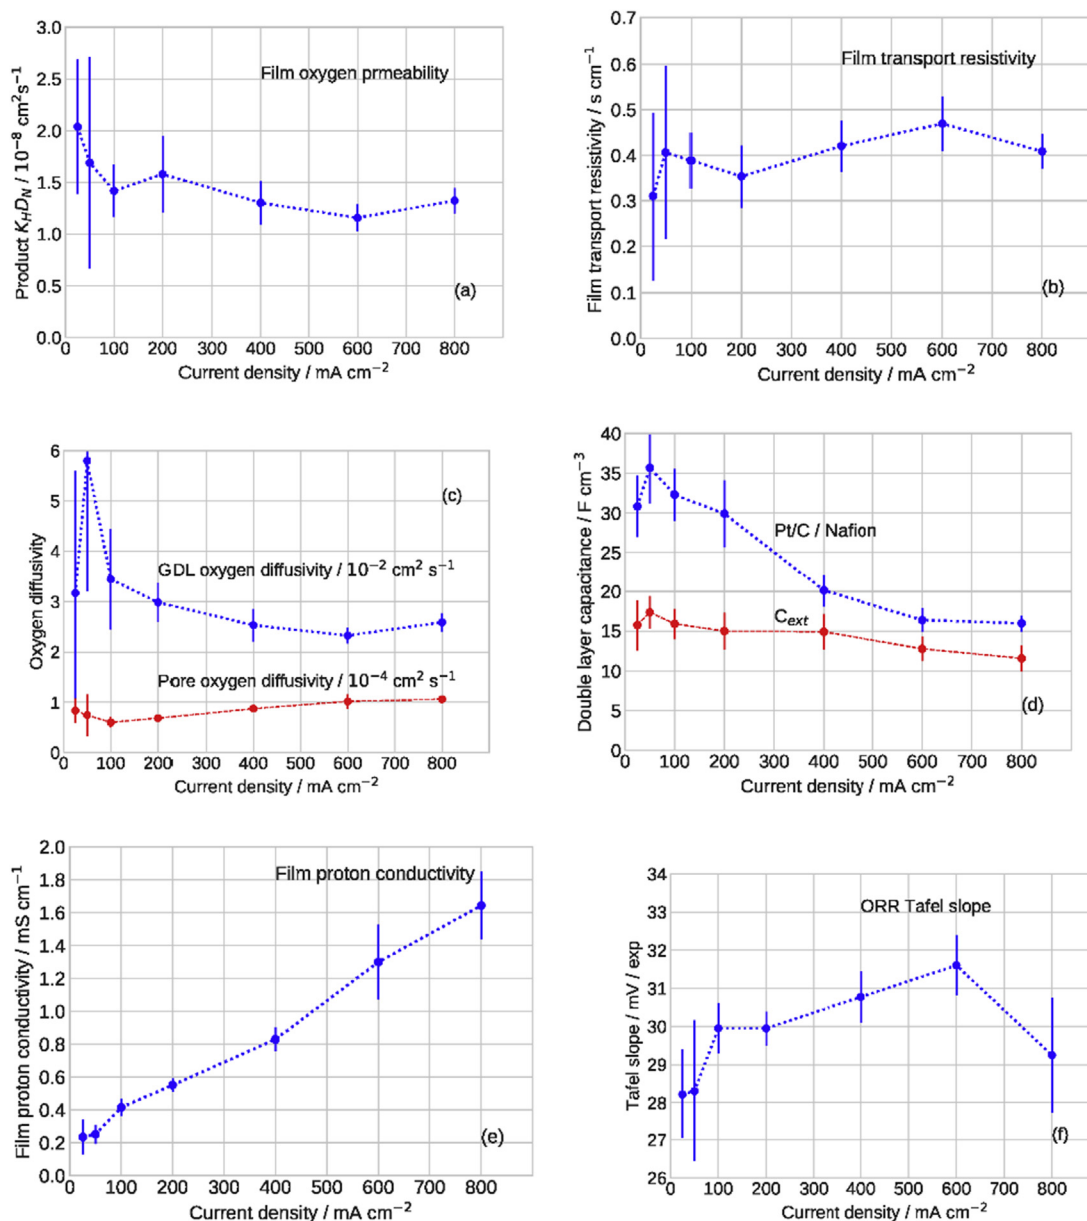 Film oxygen prmeability
Product K_H D_N / 10⁻⁸ cm²s⁻¹
3.0
2.5
2.0
1.5
1.0
0.5
0.0
(a)
0 100 200 300 400 500 600 700 800
Current density / mA cm⁻²
Film transport resistivity
Film transport resistivity / s cm⁻¹
0.7
0.6
0.5
0.4
0.3
0.2
0.1
0.0
(b)
0 100 200 300 400 500 600 700 800
Current density / mA cm⁻²
Oxygen diffusivity
6
5
4
3
2
1
0
(c)
GDL oxygen diffusivity / 10⁻² cm² s⁻¹
Pore oxygen diffusivity / 10⁻⁴ cm² s⁻¹
0 100 200 300 400 500 600 700 800
Current density / mA cm⁻²
Double layer capacitance / F cm⁻³
40
35
30
25
20
15
10
5
0
Pt/C / Nafion
C_ext
(d)
0 100 200 300 400 500 600 700 800
Current density / mA cm⁻²
Film proton conductivity
Film proton conductivity / mS cm⁻¹
2.0
1.8
1.6
1.4
1.2
1.0
0.8
0.6
0.4
0.2
0.0
(e)
0 100 200 300 400 500 600 700 800
Current density / mA cm⁻²
ORR Tafel slope
Tafel slope / mV / exp
34
33
32
31
30
29
28
27
26
(f)
0 100 200 300 400 500 600 700 800
Current density / mA cm⁻²